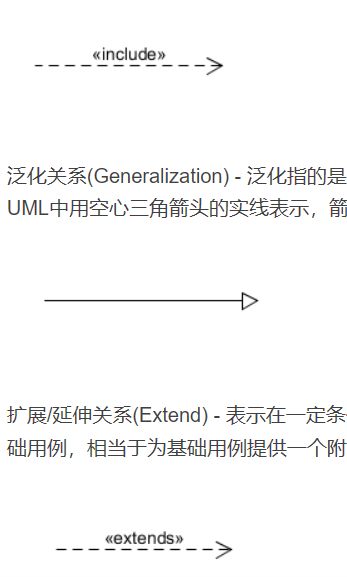 «include»
泛化关系(Generalization) - 泛化指的是
UML中用空心三角箭头的实线表示，箭
扩展/延伸关系(Extend) - 表示在一定条
础用例，相当于为基础用例提供一个附
«extends»